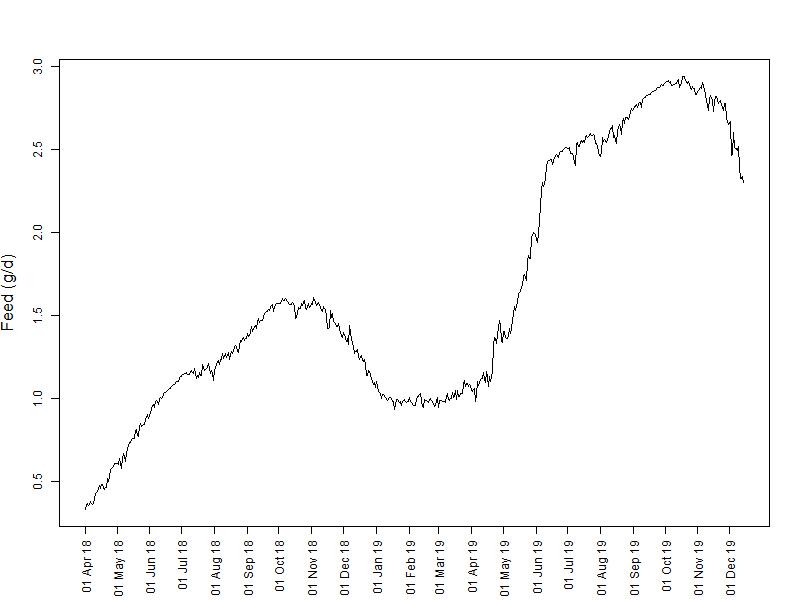 Feed (g/d)
3.0
2.5
2.0
1.5
1.0
0.5
01 Apr 18
01 May 18
01 Jun 18
01 Jul 18
01 Aug 18
01 Sep 18
01 Oct 18
01 Nov 18
01 Dec 18
01 Jan 19
01 Feb 19
01 Mar 19
01 Apr 19
01 May 19
01 Jun 19
01 Jul 19
01 Aug 19
01 Sep 19
01 Oct 19
01 Nov 19
01 Dec 19